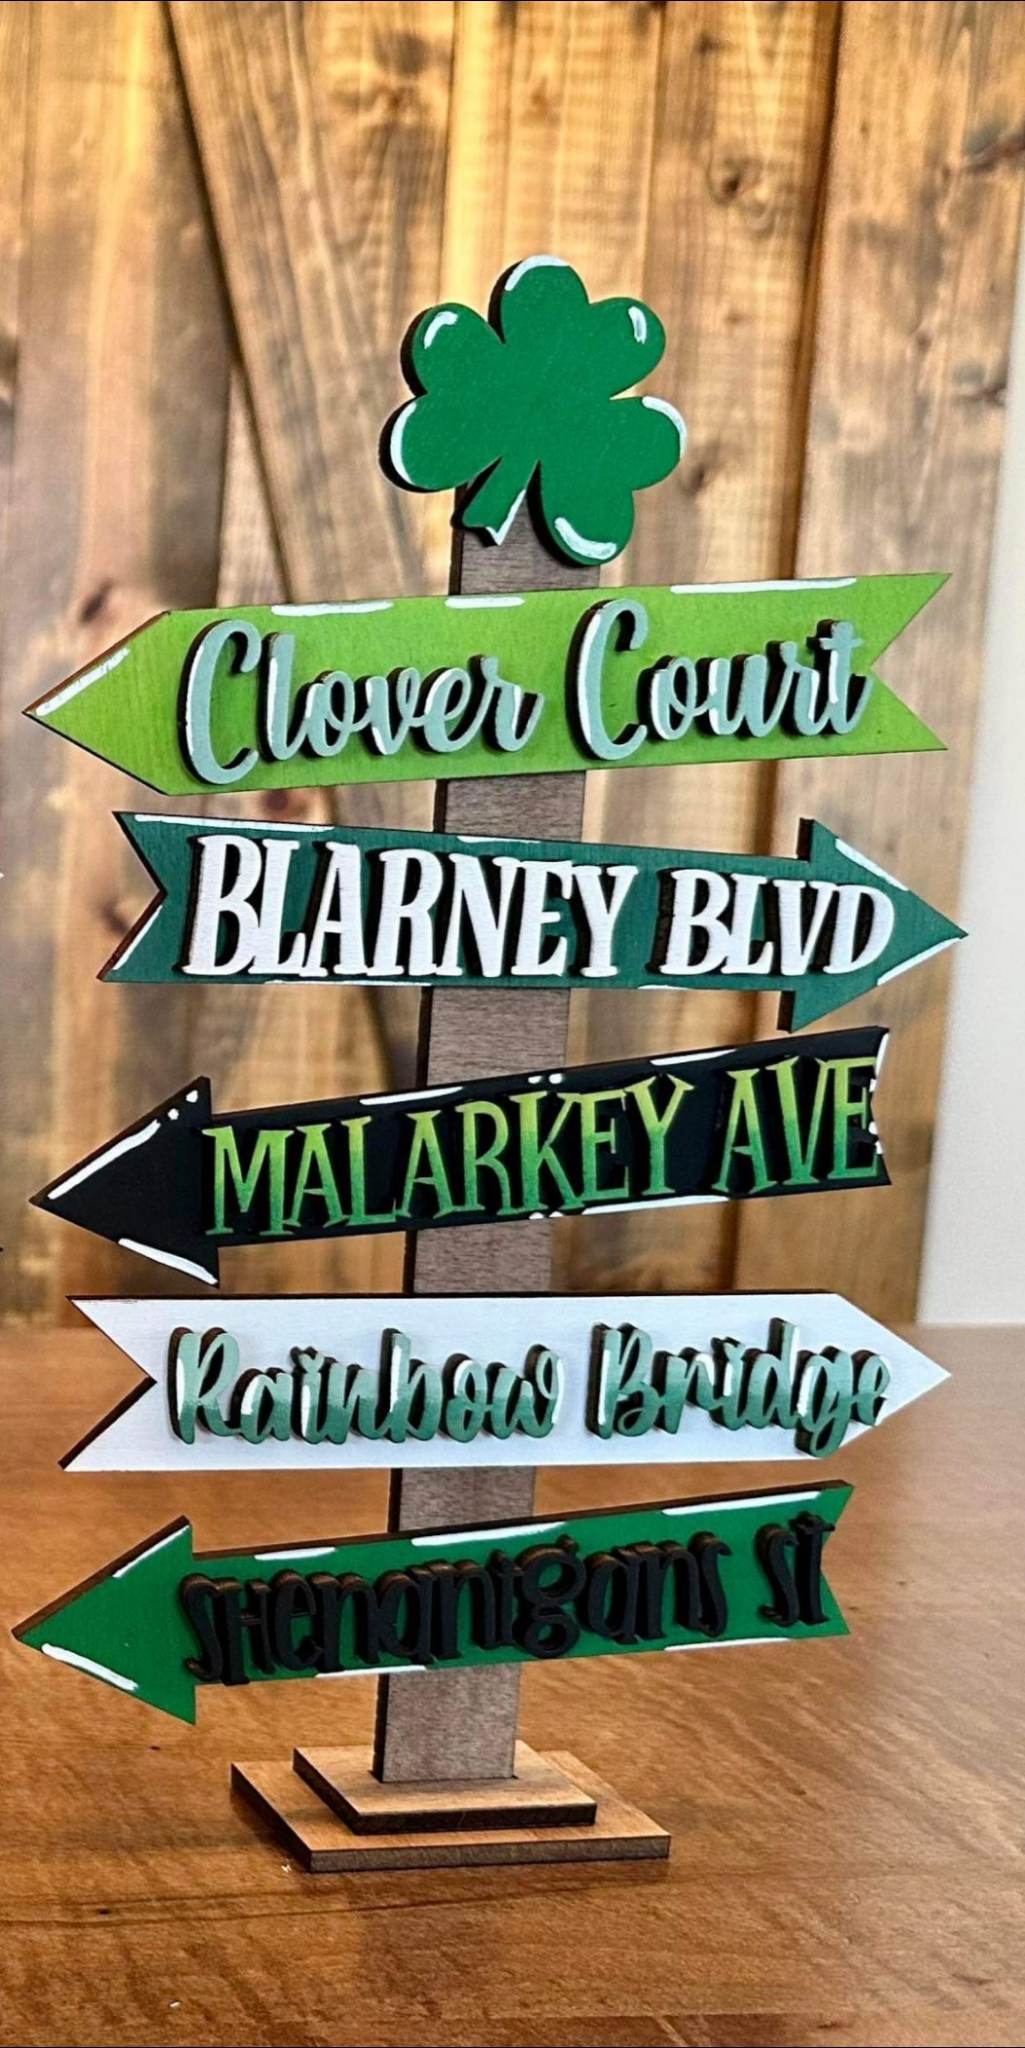 Clover Court
BLARNEY BLVD
MALARKEY AVE
Rainbow Bridge
SHenanigans St